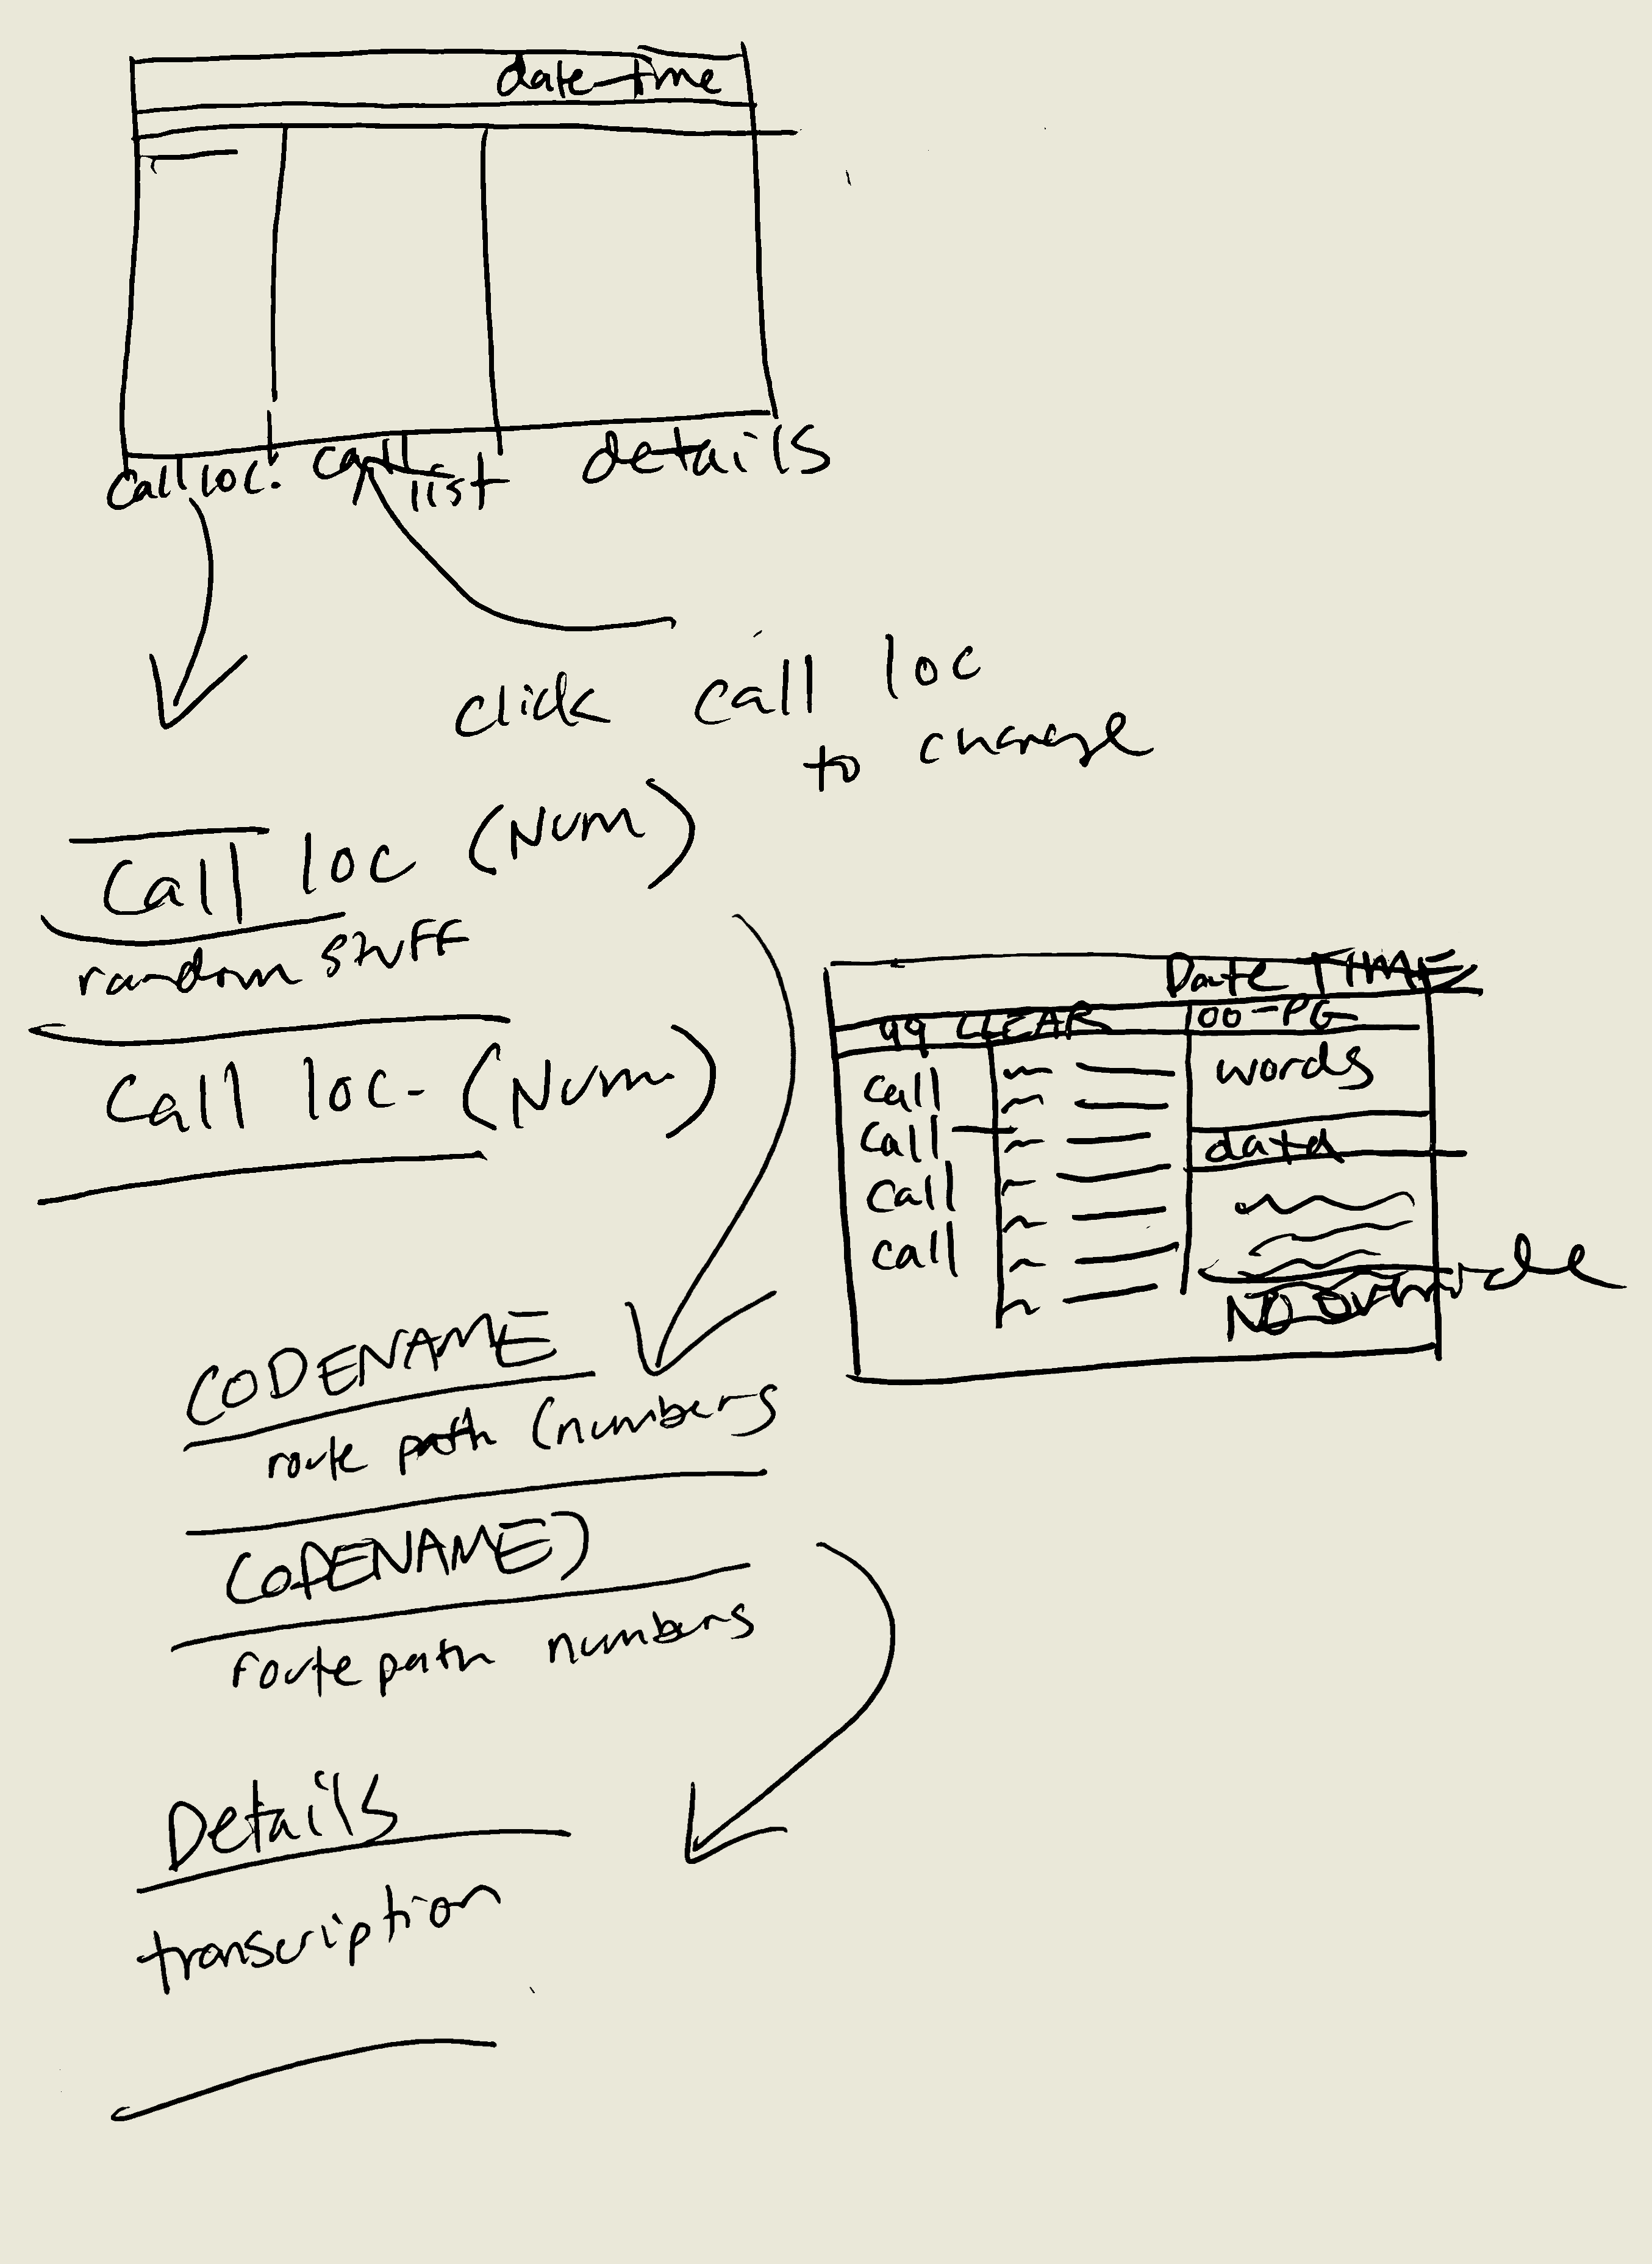 date-time
call loc. call list details
click call loc
to change
Call loc (Num)
random stuff
Call loc- (Num)
Date TIME
99 CLEAR 00-PG
call words
call data
call
call
NO override
CODENAME
route path (numbers
CODENAME)
route path numbers
Details
transcription